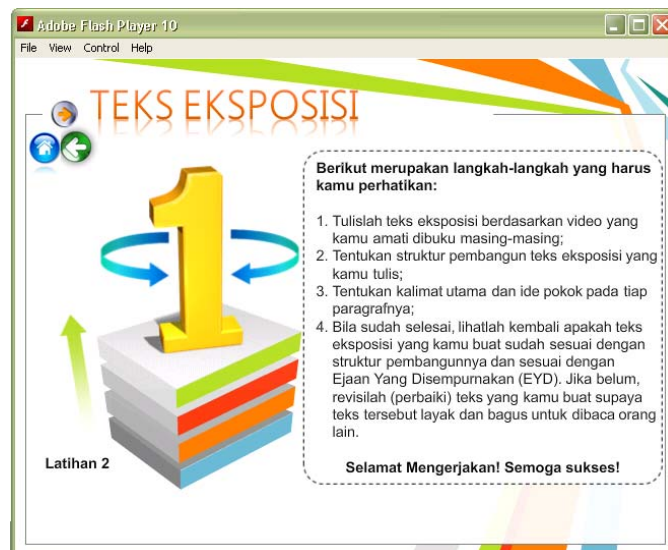 Adobe Flash Player 10
File View Control Help
TEKS EKSPOSISI
Berikut merupakan langkah-langkah yang harus
kamu perhatikan:
1. Tulislah teks eksposisi berdasarkan video yang
kamu amati dibuku masing-masing;
2. Tentukan struktur pembangun teks eksposisi yang
kamu tulis;
3. Tentukan kalimat utama dan ide pokok pada tiap
paragrafnya;
4. Bila sudah selesai, lihatlah kembali apakah teks
eksposisi yang kamu buat sudah sesuai dengan
struktur pembangunnya dan sesuai dengan
Ejaan Yang Disempurnakan (EYD). Jika belum,
revisilah (perbaiki) teks yang kamu buat supaya
teks tersebut layak dan bagus untuk dibaca orang
lain.
Selamat Mengerjakan! Semoga sukses!
1
Latihan 2